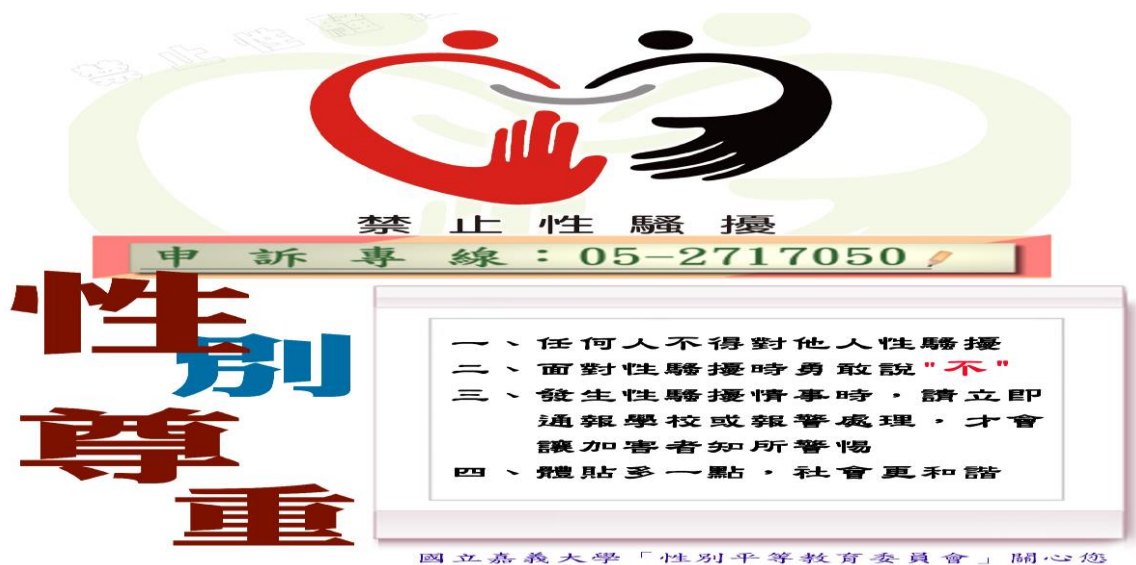 禁止性騷擾
禁止性騷擾
申訴專線：05-2717050
性
別
尊
重
一、任何人不得對他人性騷擾
二、面對性騷擾時勇敢說"不"
三、發生性騷擾情事時，請立即
通報學校或報警處理，才會
讓加害者知所警惕
四、體貼多一點，社會更和諧
國立嘉義大學「性別平等教育委員會」關心您